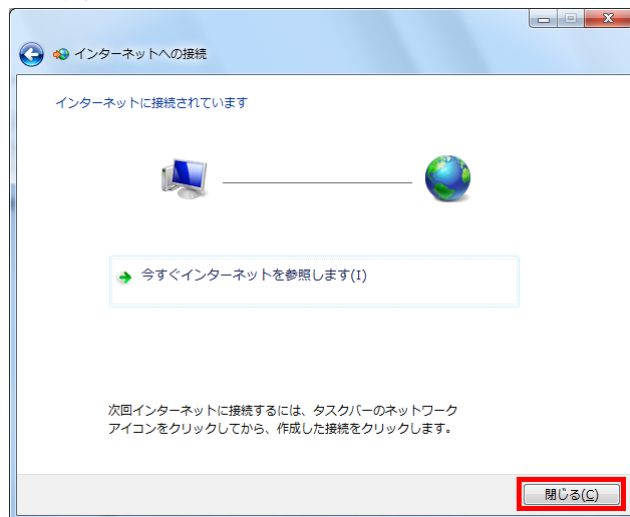 インターネットへの接続
インターネットに接続されています
今すぐインターネットを参照します(I)
次回インターネットに接続するには、タスクバーのネットワーク
アイコンをクリックしてから、作成した接続をクリックします。
閉じる(C)